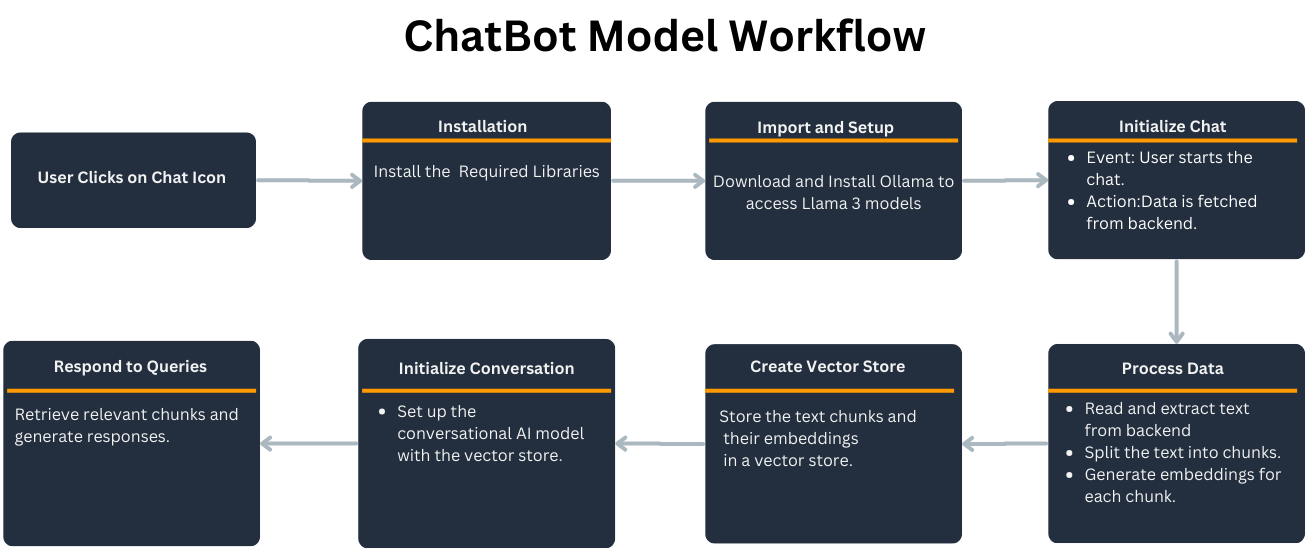 ChatBot Model Workflow
User Clicks on Chat Icon
Installation
Install the  Required Libraries
Import and Setup
Download and Install Ollama to
access Llama 3 models
Initialize Chat
• Event: User starts the
chat.
• Action:Data is fetched
from backend.
Process Data
• Read and extract text
from backend
• Split the text into chunks.
• Generate embeddings for
each chunk.
Create Vector Store
Store the text chunks and
their embeddings
in a vector store.
Initialize Conversation
• Set up the
conversational AI model
with the vector store.
Respond to Queries
Retrieve relevant chunks and
generate responses.